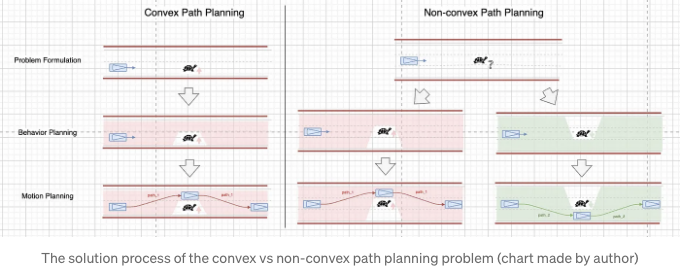 Convex Path Planning
Non-convex Path Planning
Problem Formulation
?
Behavior Planning
Motion Planning
path_1
path_1
path_1
path_1
path_2
path_2
The solution process of the convex vs non-convex path planning problem (chart made by author)